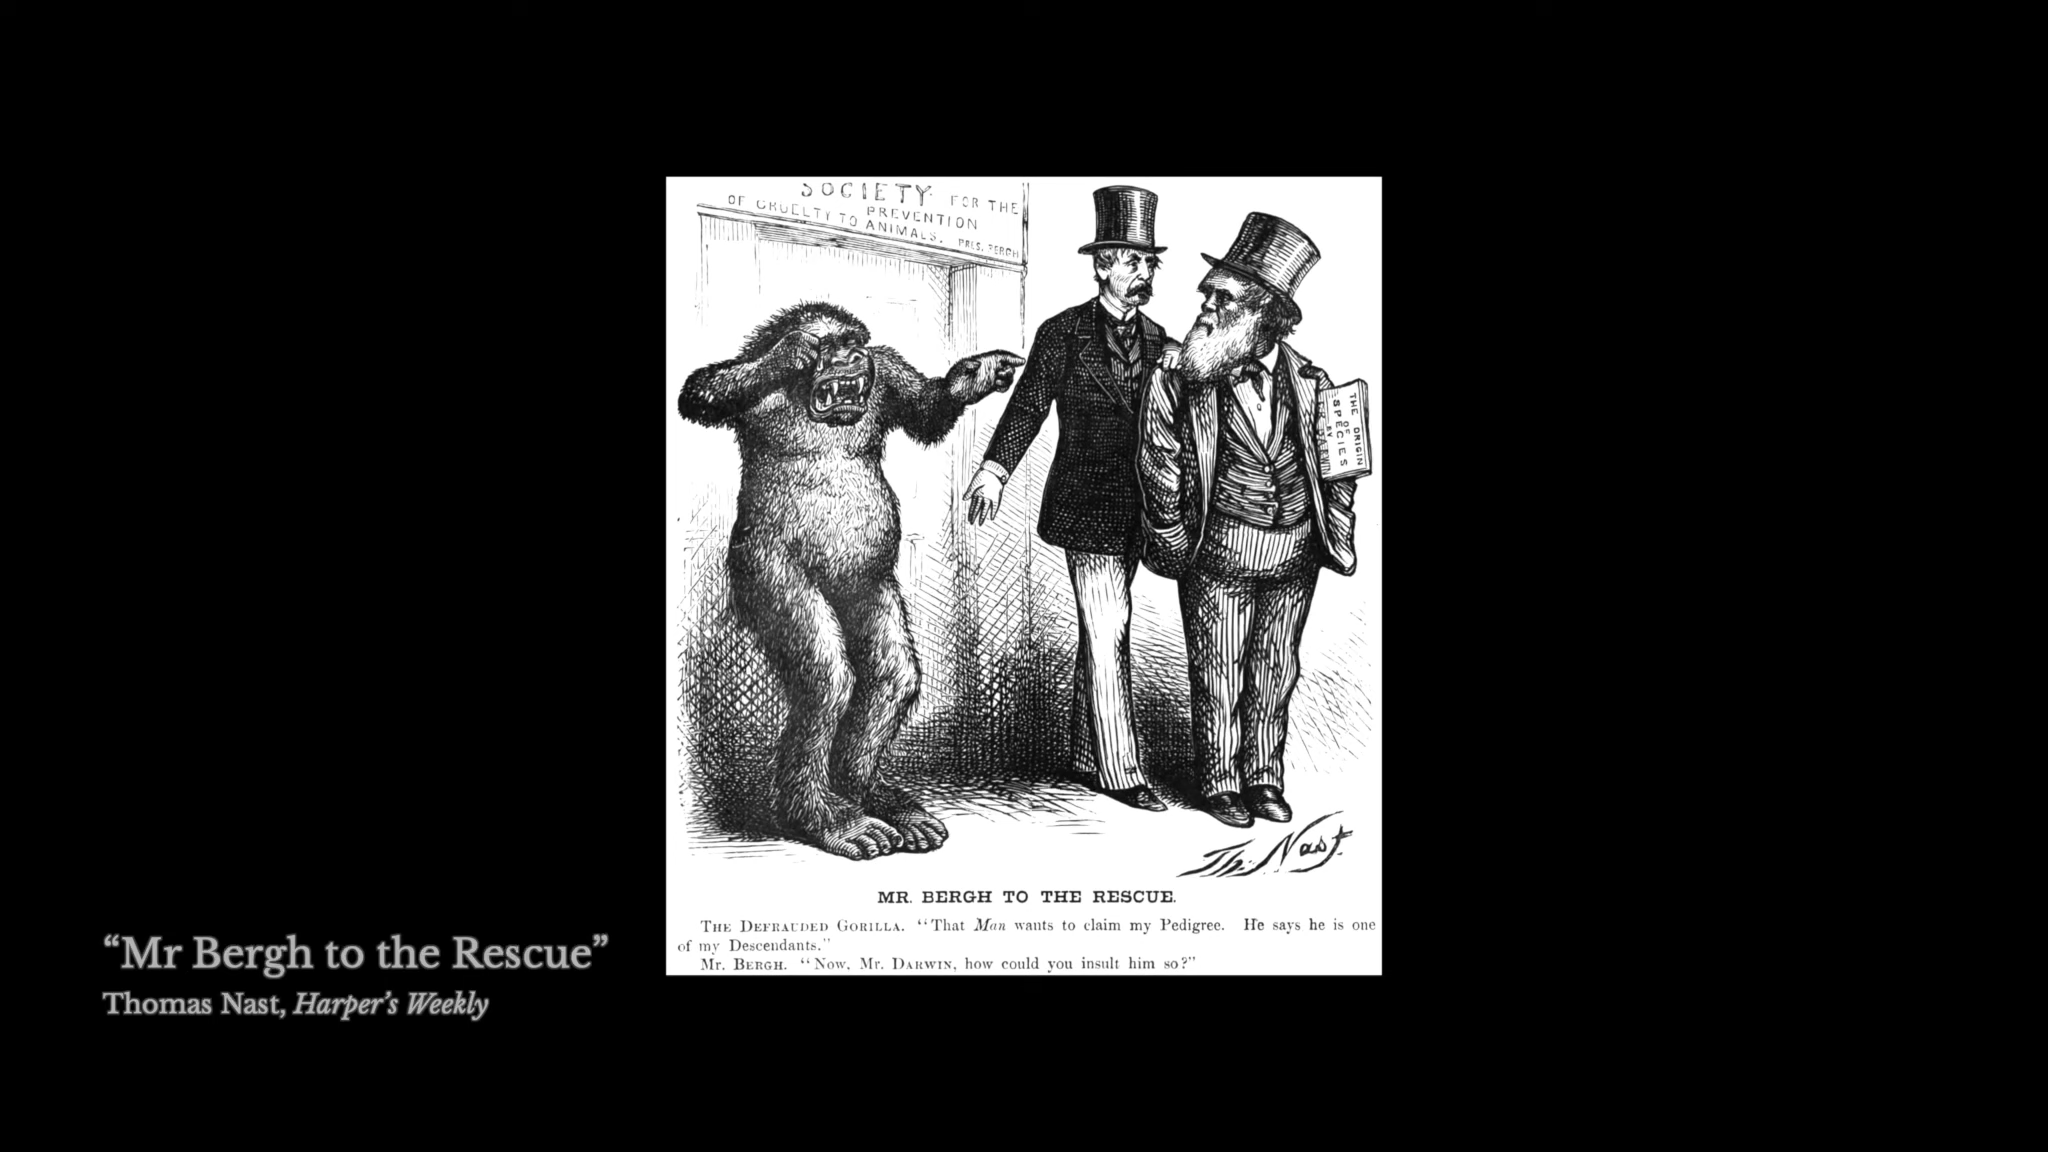 SOCIETY FOR THE
PREVENTION
OF CRUELTY TO
ANIMALS. PRES. BERGH
THE ORIGIN
OF
SPECIES
BY
DARWIN
Th. Nast.
MR. BERGH TO THE RESCUE.
THE DEFRAUDED GORILLA. "That Man wants to claim my Pedigree. He says he is one
of my Descendants."
MR. BERGH. "Now, Mr. DARWIN, how could you insult him so?"
“Mr Bergh to the Rescue”
Thomas Nast, Harper’s Weekly